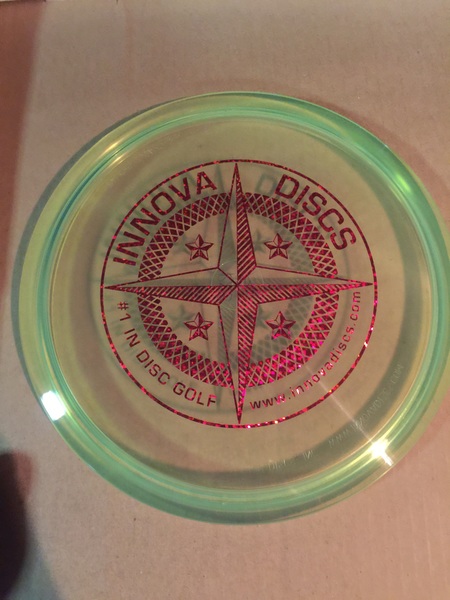 INNOVA DISCS
#1 IN DISC GOLF
www.innovadiscs.com